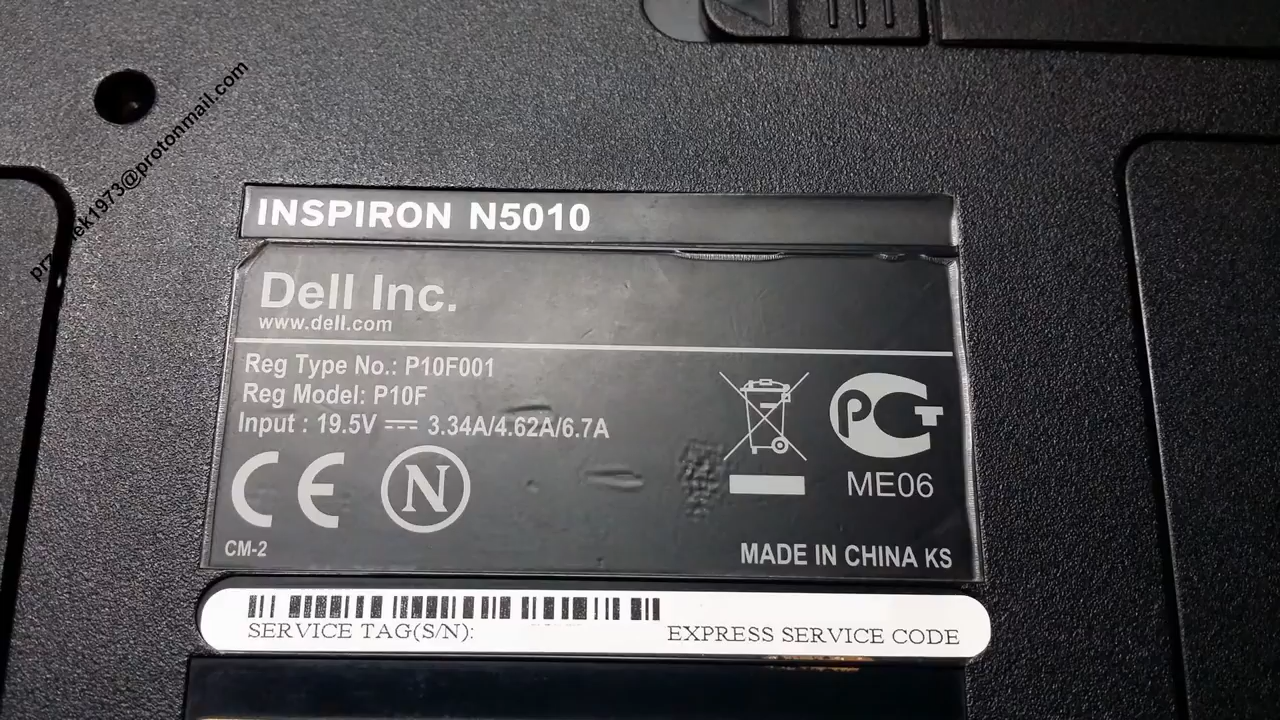 INSPIRON N5010
Dell Inc.
www.dell.com
Reg Type No.: P10F001
Reg Model: P10F
Input : 19.5V 3.34A/4.62A/6.7A
CE N
PCT
ME06
CM-2
MADE IN CHINA KS
SERVICE TAG(S/N):
EXPRESS SERVICE CODE